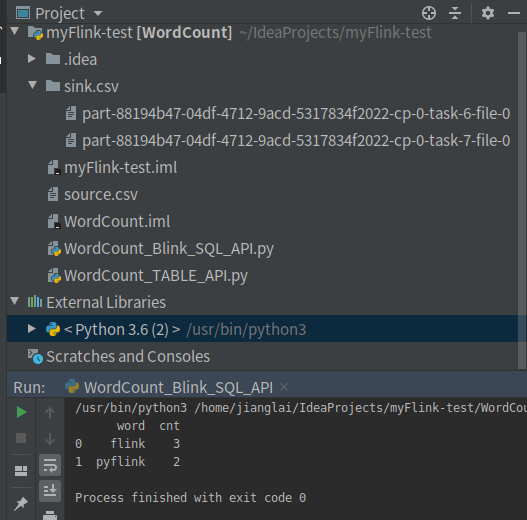 Project
myFlink-test [WordCount] ~/IdeaProjects/myFlink-test
.idea
sink.csv
part-88194b47-04df-4712-9acd-5317834f2022-cp-0-task-6-file-0
part-88194b47-04df-4712-9acd-5317834f2022-cp-0-task-7-file-0
myFlink-test.iml
source.csv
WordCount.iml
WordCount_Blink_SQL_API.py
WordCount_TABLE_API.py
External Libraries
< Python 3.6 (2) > /usr/bin/python3
Scratches and Consoles
Run: WordCount_Blink_SQL_API
/usr/bin/python3 /home/jianglai/IdeaProjects/myFlink-test/WordCou
word cnt
0 flink 3
1 pyflink 2
Process finished with exit code 0